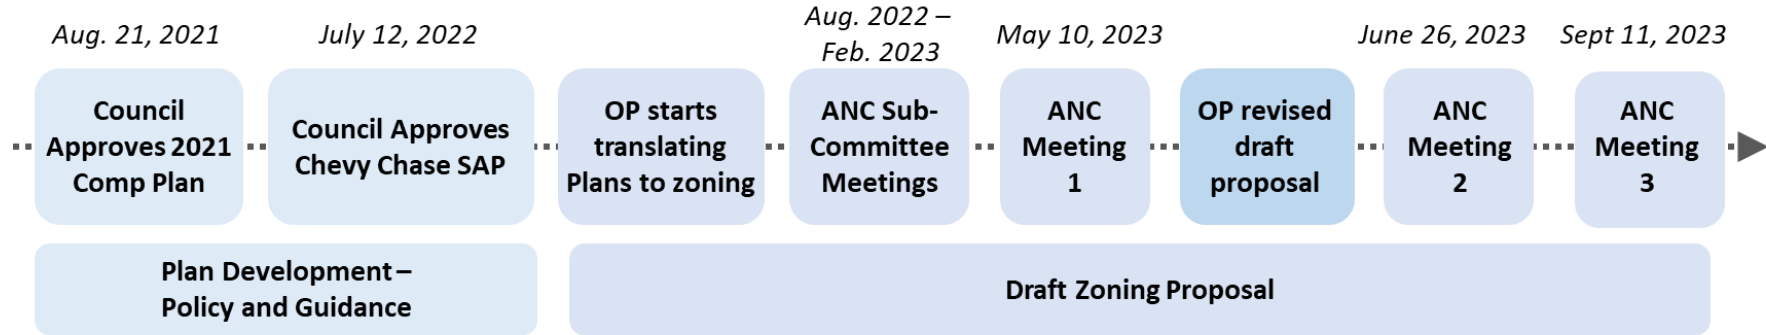 Aug. 21, 2021
July 12, 2022
Aug. 2022 –
Feb. 2023
May 10, 2023
June 26, 2023
Sept 11, 2023
Council
Approves 2021
Comp Plan
Council Approves
Chevy Chase SAP
OP starts
translating
Plans to zoning
ANC Sub-
Committee
Meetings
ANC
Meeting
1
OP revised
draft
proposal
ANC
Meeting
2
ANC
Meeting
3
Plan Development –
Policy and Guidance
Draft Zoning Proposal